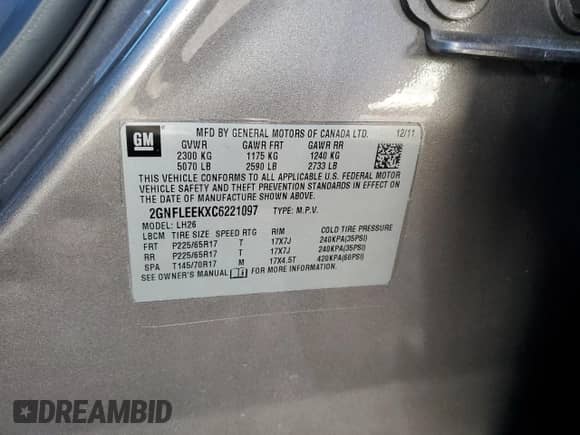 GM
MFD BY GENERAL MOTORS OF CANADA LTD. 12/11
GVWR GAWR FRT GAWR RR
2300 KG 1175 KG 1240 KG
5070 LB 2590 LB 2733 LB
THIS VEHICLE CONFORMS TO ALL APPLICABLE U.S. FEDERAL MOTOR
VEHICLE SAFETY AND THEFT PREVENTION STANDARDS IN EFFECT ON
THE DATE OF MANUFACTURE SHOWN ABOVE.
2GNFLEEKXC6221097 TYPE: M.P.V.
MODEL: LH26
LBCM TIRE SIZE SPEED RTG RIM COLD TIRE PRESSURE
FRT P225/65R17 T 17X7J 240KPA(35PSI)
RR P225/65R17 T 17X7J 240KPA(35PSI)
SPA T145/70R17 M 17X4.5T 420KPA(60PSI)
SEE OWNER'S MANUAL i FOR MORE INFORMATION.
DREAMBID